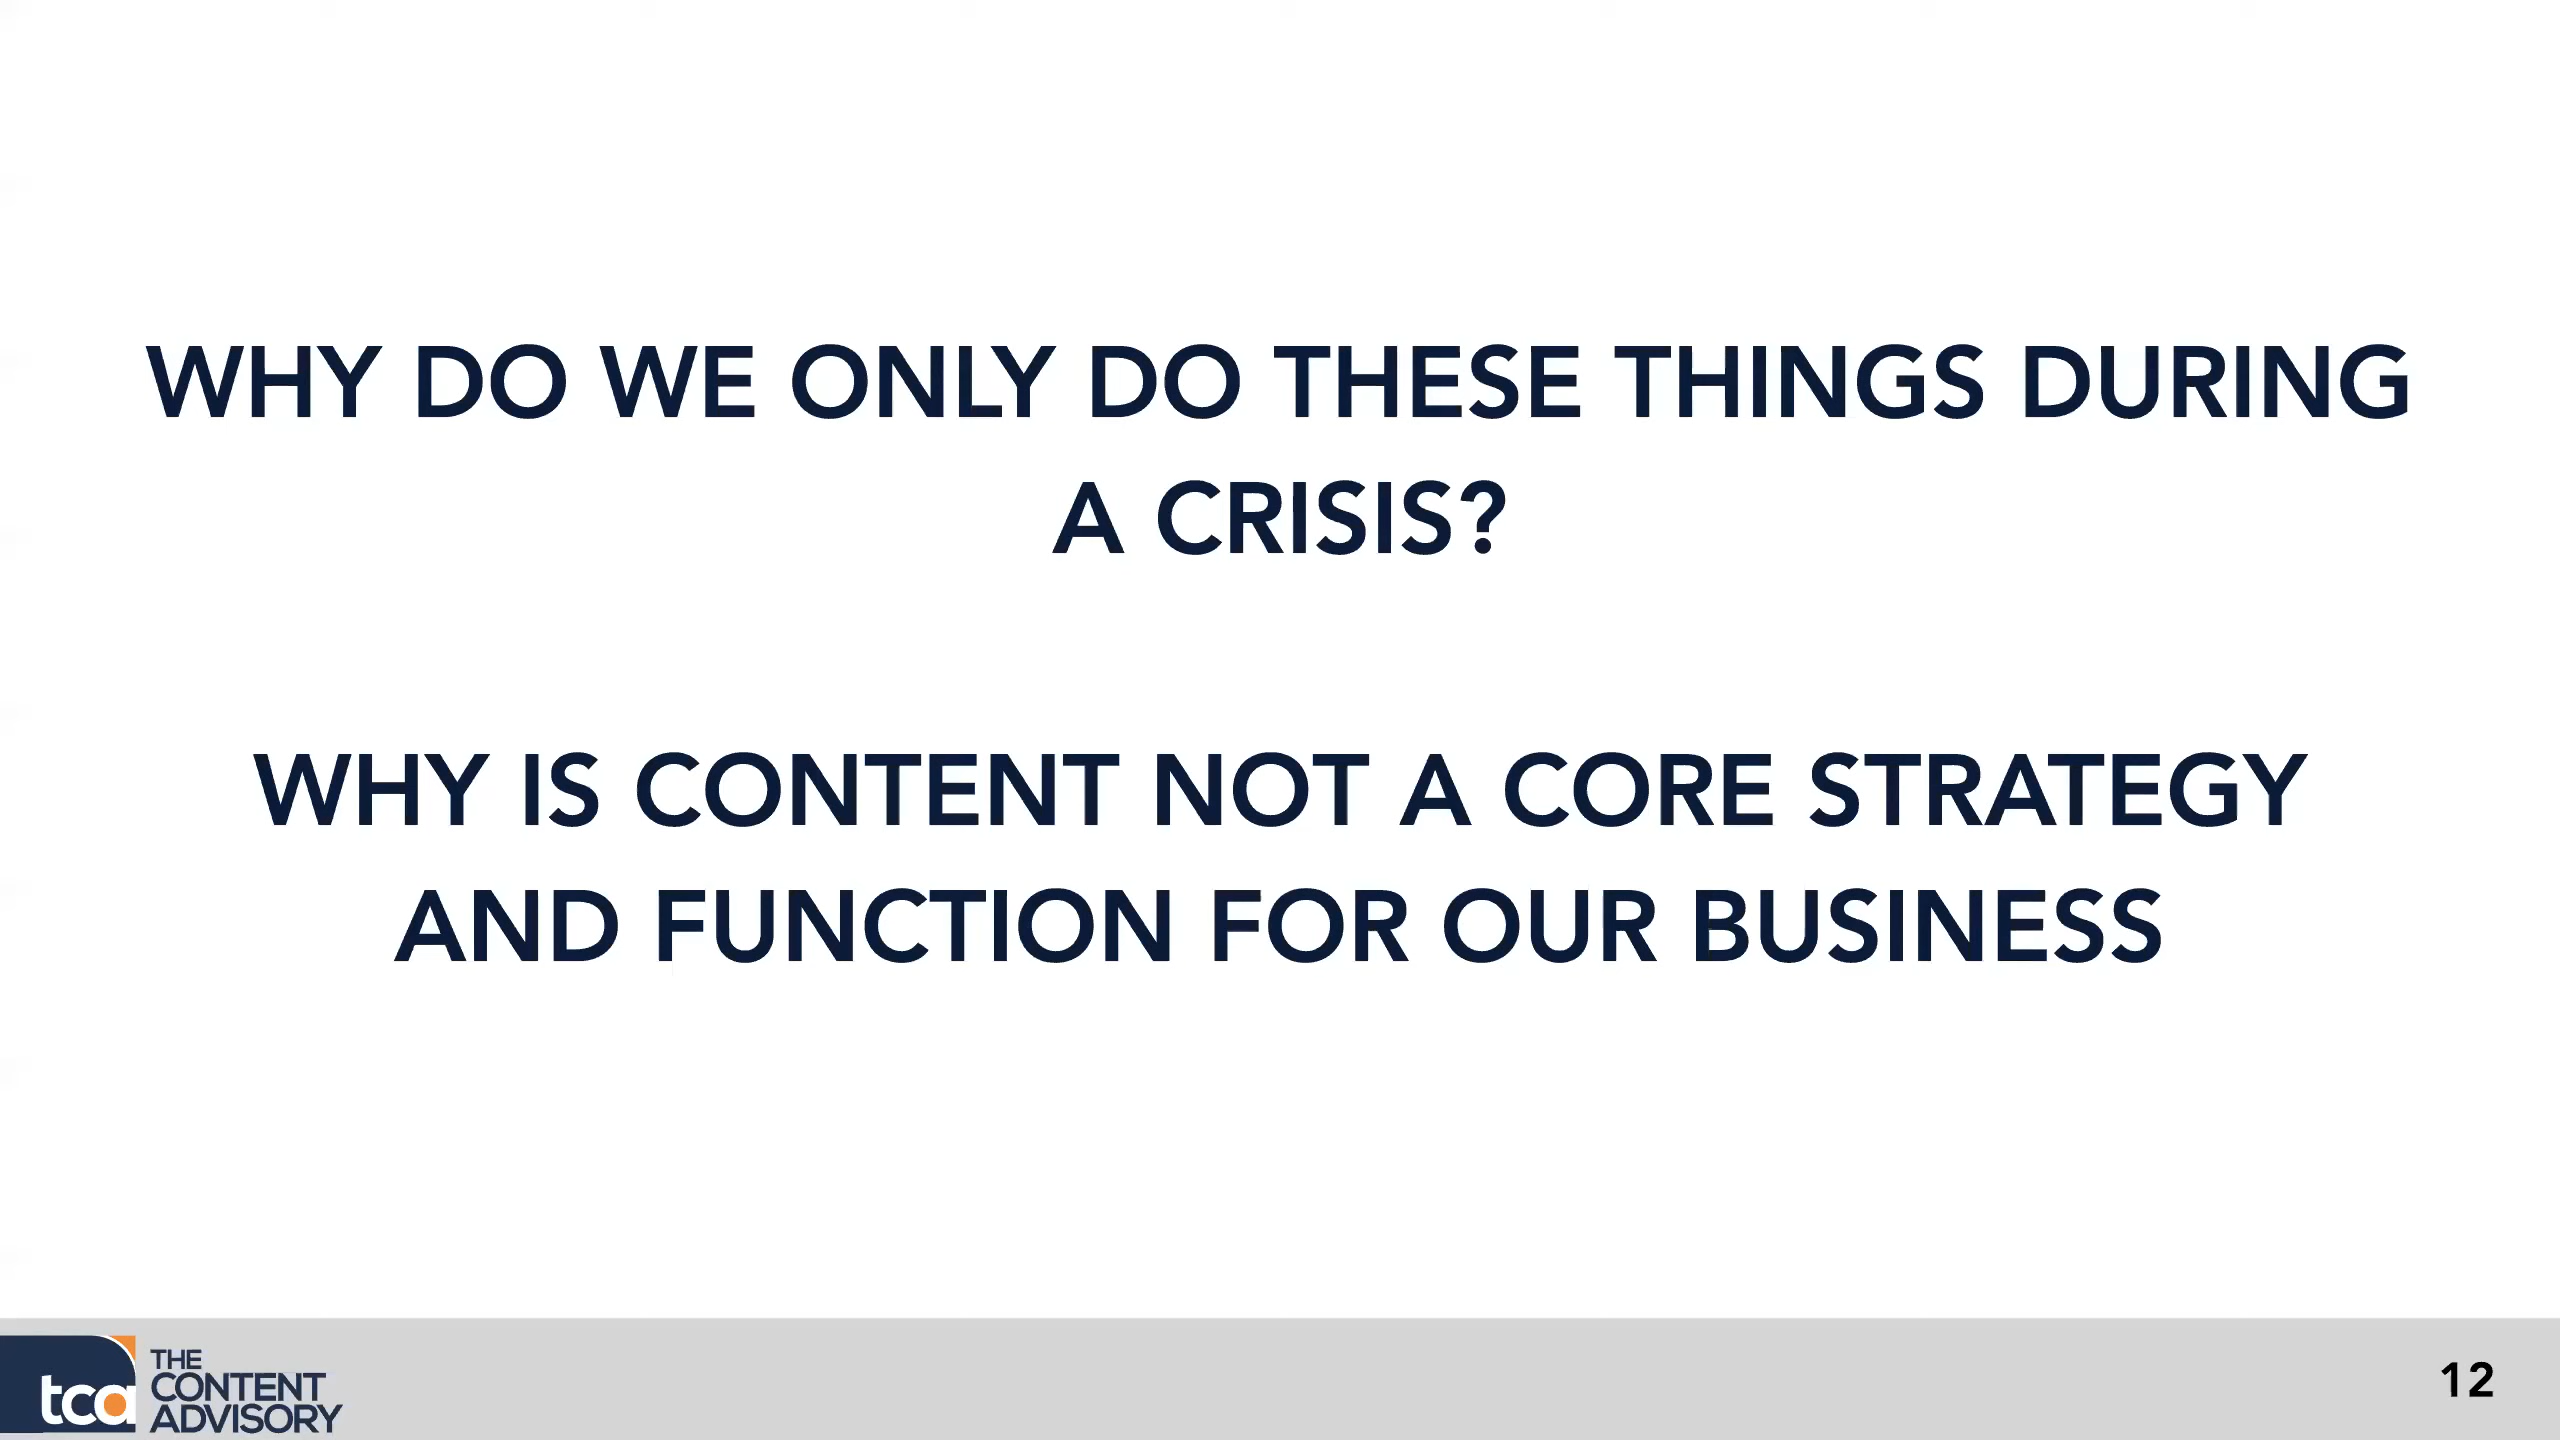 WHY DO WE ONLY DO THESE THINGS DURING
A CRISIS?
WHY IS CONTENT NOT A CORE STRATEGY
AND FUNCTION FOR OUR BUSINESS
tca
THE
CONTENT
ADVISORY
12